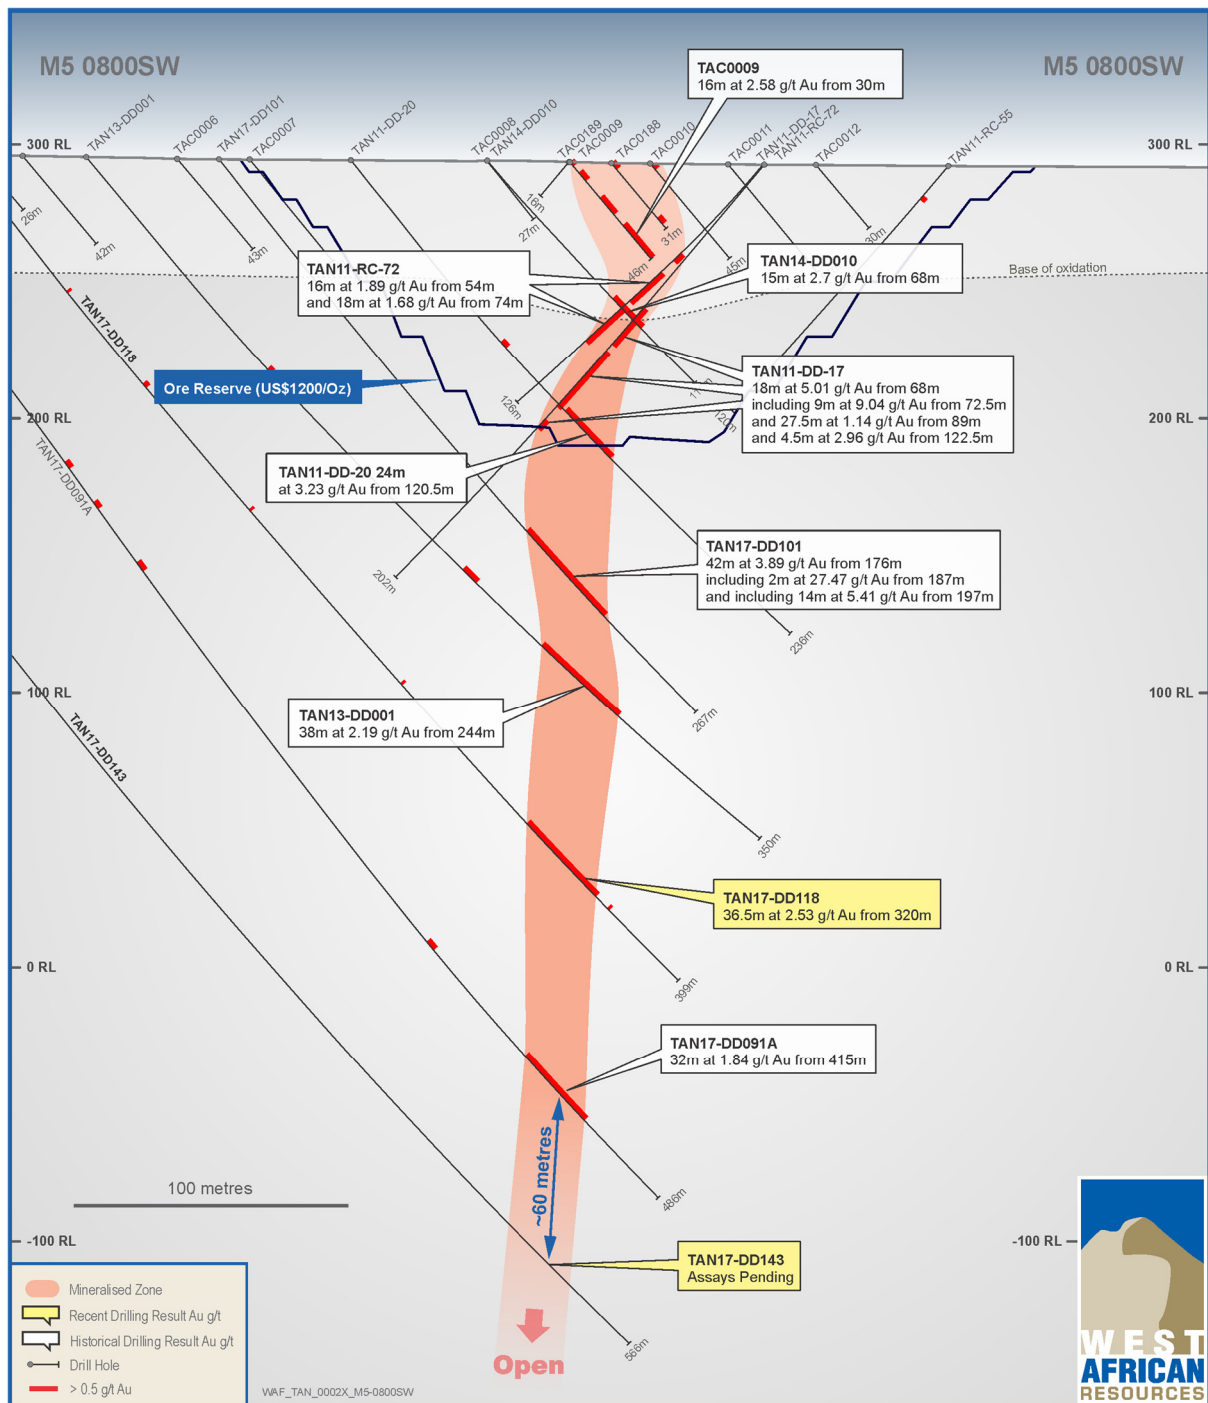 M5 0800SW
M5 0800SW
TAC0009
16m at 2.58 g/t Au from 30m
TAN13-DD001
TAC0006
TAN17-DD101
TAC0007
TAN11-DD-20
TAC0008
TAN14-DD010
TAC0189
TAC0009
TAC0188
TAC0010
TAC0011
TAN11-DD-17
TAN11-RC-72
TAC0012
TAN11-RC-55
300 RL
300 RL
26m
42m
43m
16m
27m
46m
31m
45m
30m
TAN11-RC-72
16m at 1.89 g/t Au from 54m
and 18m at 1.68 g/t Au from 74m
TAN14-DD010
15m at 2.7 g/t Au from 68m
Base of oxidation
TAN17-DD118
Ore Reserve (US$1200/Oz)
TAN11-DD-17
18m at 5.01 g/t Au from 68m
including 9m at 9.04 g/t Au from 72.5m
and 27.5m at 1.14 g/t Au from 89m
and 4.5m at 2.96 g/t Au from 122.5m
126m
120m
200 RL
200 RL
TAN17-DD091A
TAN11-DD-20 24m
at 3.23 g/t Au from 120.5m
202m
TAN17-DD101
42m at 3.89 g/t Au from 176m
including 2m at 27.47 g/t Au from 187m
and including 14m at 5.41 g/t Au from 197m
236m
100 RL
100 RL
267m
TAN17-DD143
TAN13-DD001
38m at 2.19 g/t Au from 244m
350m
TAN17-DD118
36.5m at 2.53 g/t Au from 320m
0 RL
0 RL
399m
TAN17-DD091A
32m at 1.84 g/t Au from 415m
~60 metres
486m
100 metres
-100 RL
-100 RL
TAN17-DD143
Assays Pending
566m
Open
Mineralised Zone
Recent Drilling Result Au g/t
Historical Drilling Result Au g/t
Drill Hole
> 0.5 g/t Au
WAF_TAN_0002X_M5-0800SW
WEST
AFRICAN
RESOURCES